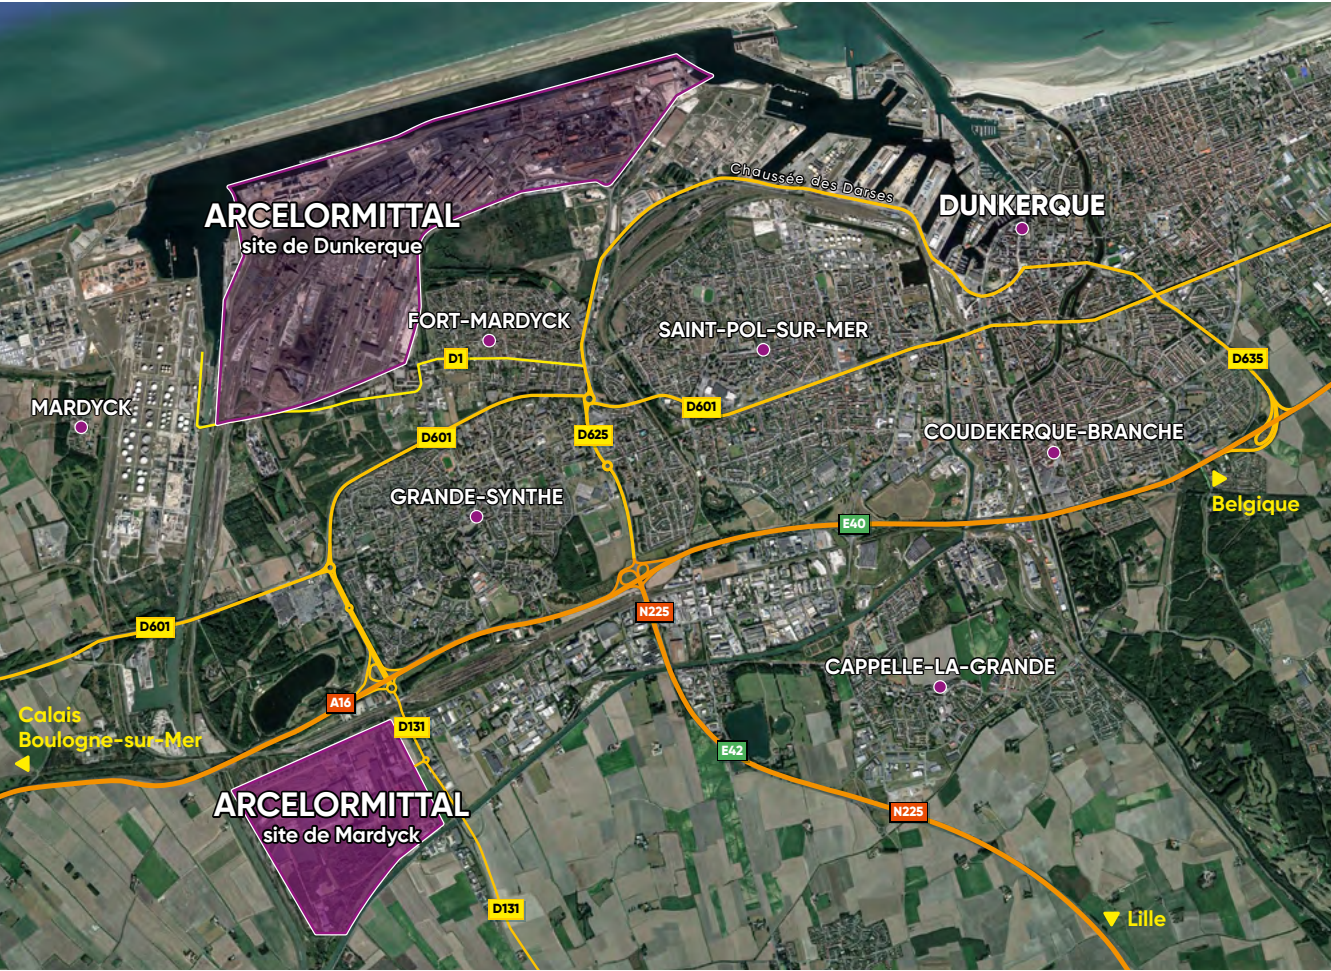 Chaussée des Darses
ARCELORMITTAL
site de Dunkerque
DUNKERQUE
FORT-MARDYCK
SAINT-POL-SUR-MER
D1
D635
MARDYCK
D601
D601
D625
COUDEKERQUE-BRANCHE
GRANDE-SYNTHE
Belgique
E40
N225
D601
CAPPELLE-LA-GRANDE
A16
Calais
Boulogne-sur-Mer
D131
E42
ARCELORMITTAL
site de Mardyck
N225
D131
Lille